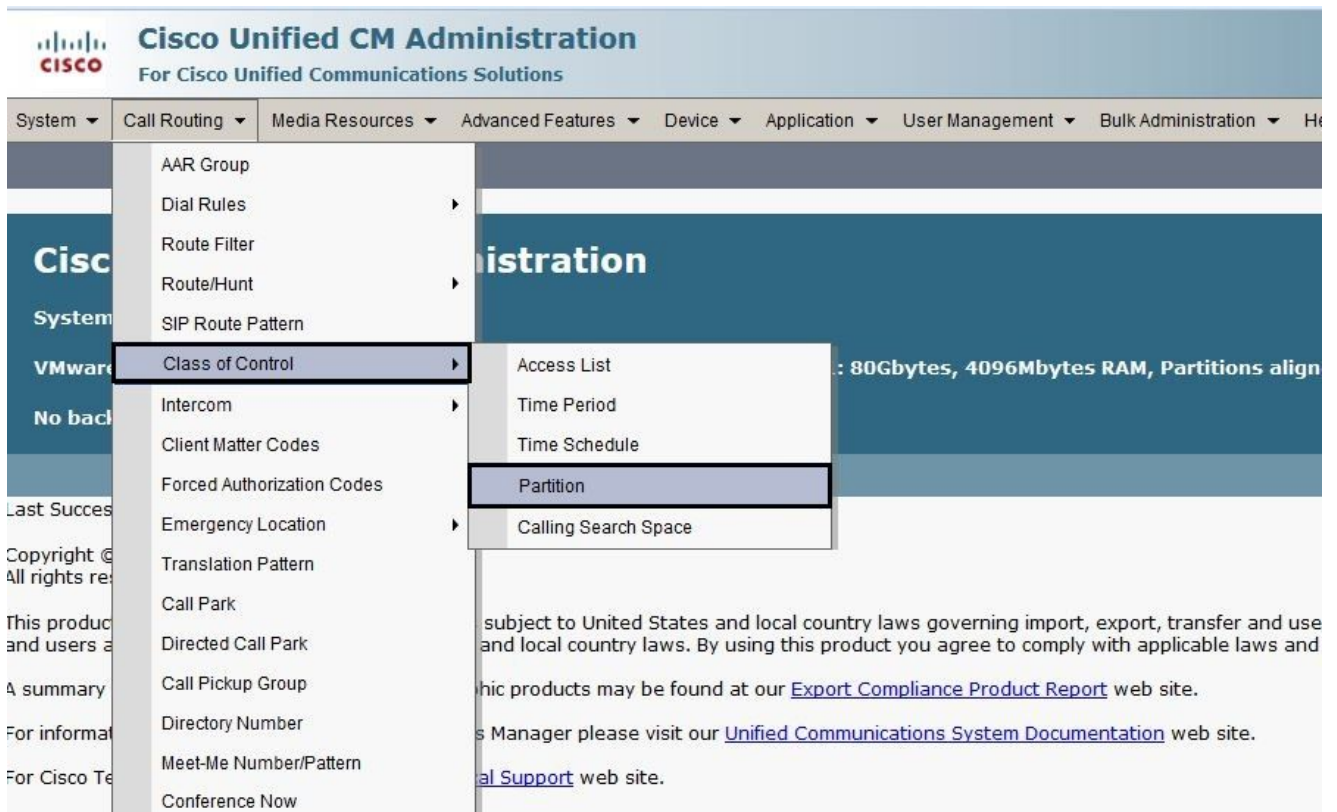 CISCO
Cisco Unified CM Administration
For Cisco Unified Communications Solutions
System Call Routing Media Resources Advanced Features Device Application User Management Bulk Administration He
AAR Group
Dial Rules
Route Filter
Route/Hunt
SIP Route Pattern
Class of Control
Intercom
Client Matter Codes
Forced Authorization Codes
Emergency Location
Translation Pattern
Call Park
Directed Call Park
Call Pickup Group
Directory Number
Meet-Me Number/Pattern
Conference Now
Access List
Time Period
Time Schedule
Partition
Calling Search Space
Cisc istration
System
VMware : 80Gbytes, 4096Mbytes RAM, Partitions align
No back
Last Succes
Copyright ©
All rights re
This produc subject to United States and local country laws governing import, export, transfer and use
and users a and local country laws. By using this product you agree to comply with applicable laws and
A summary hic products may be found at our Export Compliance Product Report web site.
For informat s Manager please visit our Unified Communications System Documentation web site.
For Cisco Te al Support web site.